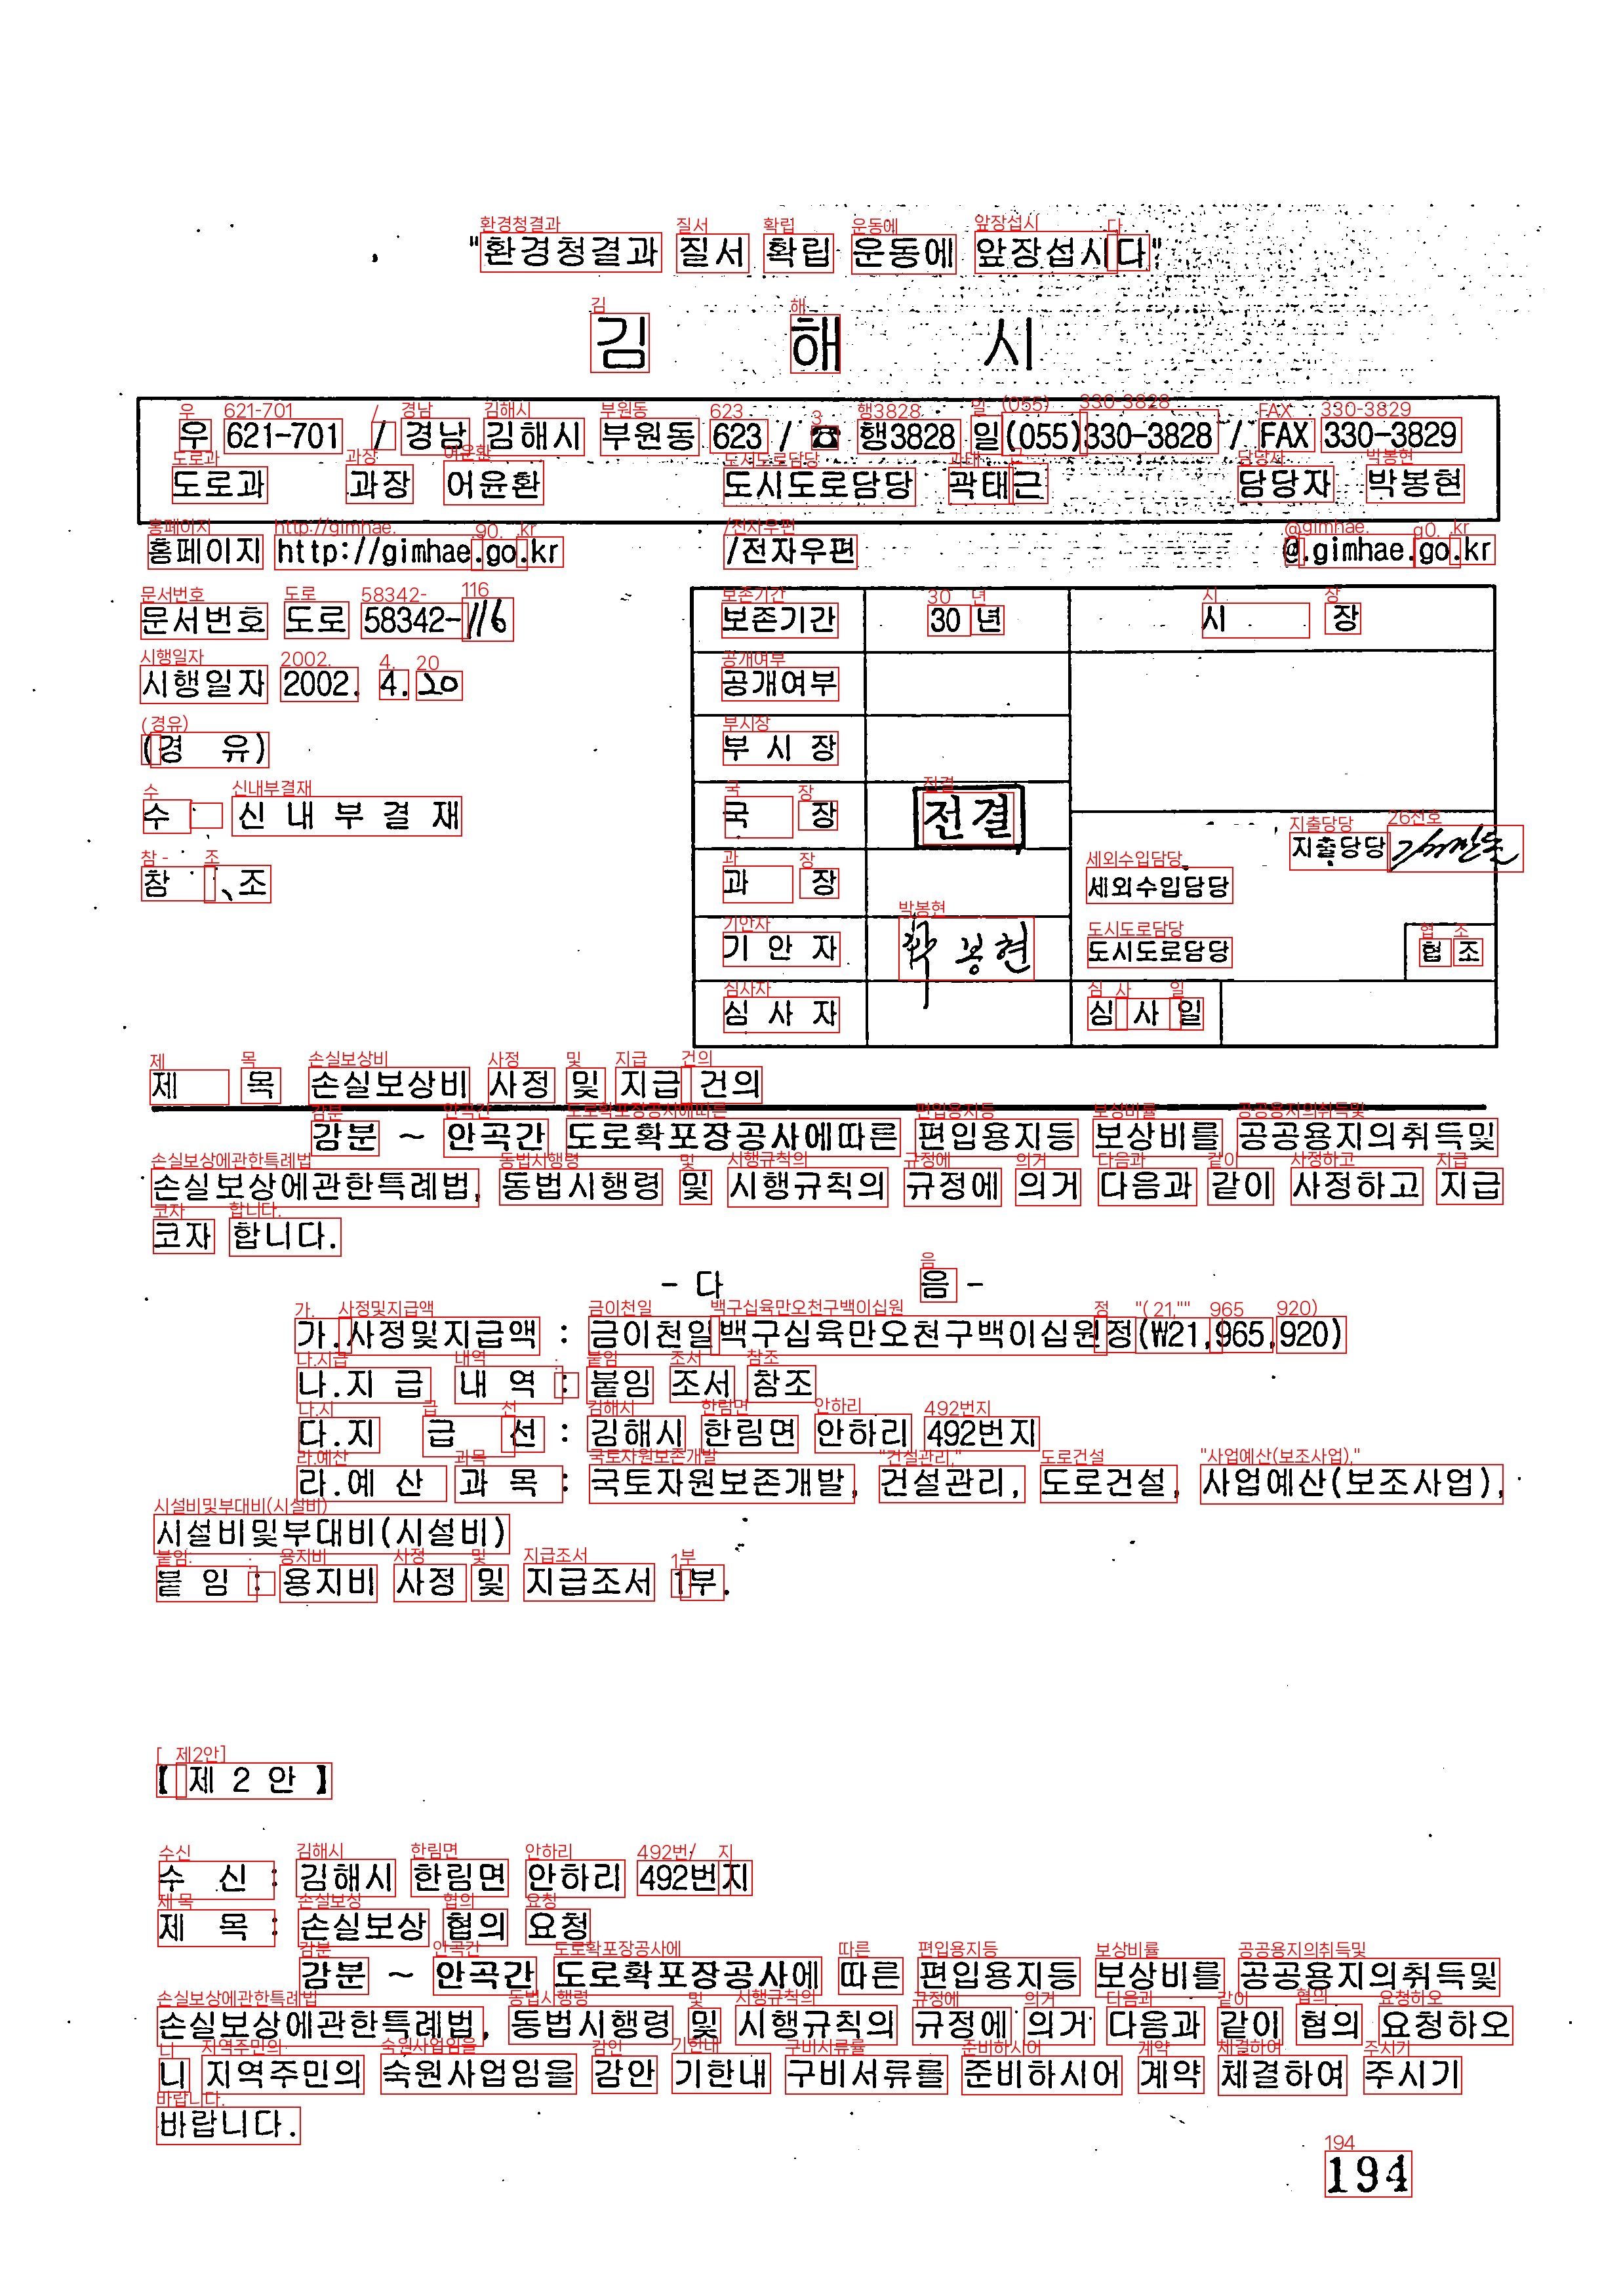 "환경청결과 질서 확립 운동에 앞장섭시다"
김 해 시
우 621-701 / 경남 김해시 부원동 623 / ☎ 행3828 일(055)330-3828 / FAX 330-3829
도로과 과장 어윤환 도시도로담당 곽태근 담당자 박봉현
홈페이지 http://gimhae.go.kr /전자우편 @.gimhae.go.kr
문서번호 도로 58342-116
시행일자 2002. 4. 20
(경 유)
수 신 내 부 결 재
참 조
보존기간 30 년 시 장
공개여부
부 시 장
국 장 전결
지출담당
과 장 세외수입담당
기 안 자 박봉현 도시도로담당 협 조
심 사 자 심 사 일
제 목 손실보상비 사정 및 지급 건의
감분 ~ 안곡간 도로확포장공사에따른 편입용지등 보상비를 공공용지의취득및
손실보상에관한특례법, 동법시행령 및 시행규칙의 규정에 의거 다음과 같이 사정하고 지급
코자 합니다.
- 다 음 -
가.사정및지급액 : 금이천일백구십육만오천구백이십원정(₩21,965,920)
나.지 급 내 역 : 붙임 조서 참조
다.지 급 선 : 김해시 한림면 안하리 492번지
라.예 산 과 목 : 국토자원보존개발, 건설관리, 도로건설, 사업예산(보조사업),
시설비및부대비(시설비)
붙 임 : 용지비 사정 및 지급조서 1부.
【 제 2 안 】
수 신 : 김해시 한림면 안하리 492번지
제 목 : 손실보상 협의 요청
감분 ~ 안곡간 도로확포장공사에 따른 편입용지등 보상비를 공공용지의취득및
손실보상에관한특례법, 동법시행령 및 시행규칙의 규정에 의거 다음과 같이 협의 요청하오
니 지역주민의 숙원사업임을 감안 기한내 구비서류를 준비하시어 계약 체결하여 주시기
바랍니다.
194